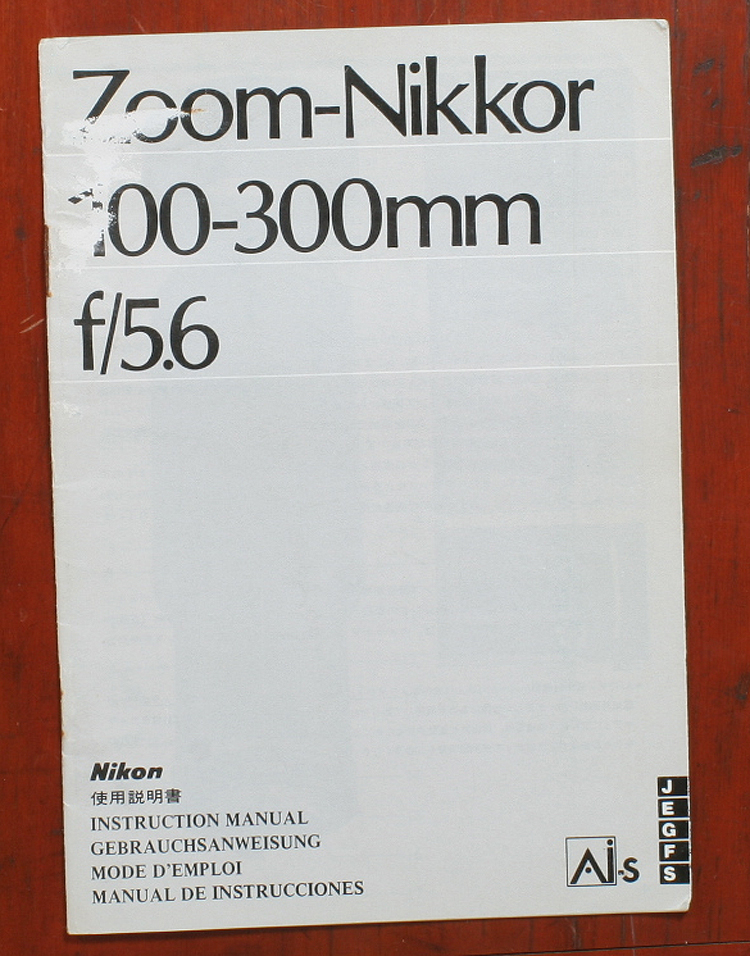 Zoom-Nikkor
100-300mm
f/5.6
Nikon
使用説明書
INSTRUCTION MANUAL
GEBRAUCHSANWEISUNG
MODE D'EMPLOI
MANUAL DE INSTRUCCIONES
Ai-S
J
E
G
F
S